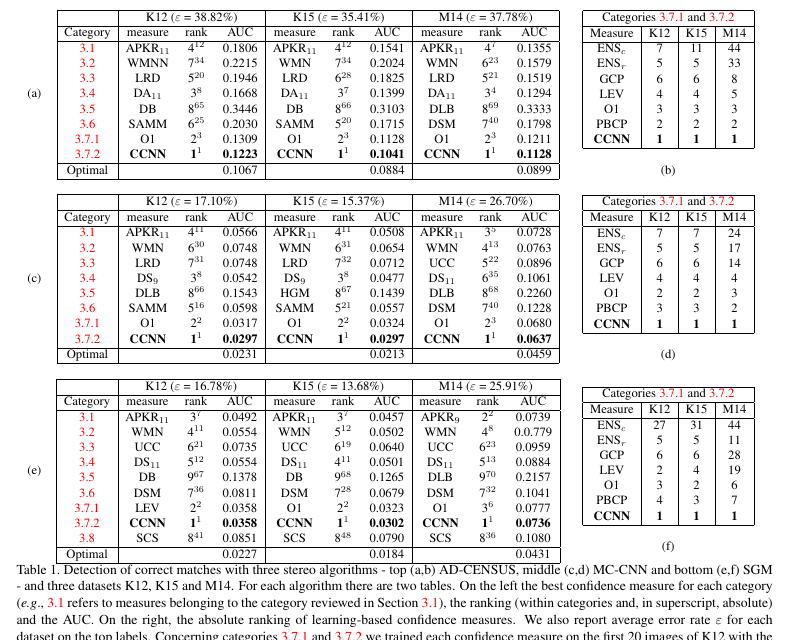 K12 (ε = 38.82%) K15 (ε = 35.41%) M14 (ε = 37.78%)
Category measure rank AUC measure rank AUC measure rank AUC
3.1 APKR11 4^12 0.1806 APKR11 4^12 0.1541 APKR11 4^7 0.1355
3.2 WMNN 7^34 0.2215 WMN 7^34 0.2024 WMN 6^23 0.1579
3.3 LRD 5^20 0.1946 LRD 6^28 0.1825 LRD 5^21 0.1519
(a) 3.4 DA11 3^8 0.1668 DA11 3^7 0.1399 DA11 3^4 0.1294
3.5 DB 8^65 0.3446 DB 8^66 0.3103 DLB 8^69 0.3333
3.6 SAMM 6^25 0.2030 SAMM 5^20 0.1715 DSM 7^40 0.1798
3.7.1 O1 2^3 0.1309 O1 2^3 0.1128 O1 2^3 0.1211
3.7.2 CCNN 1^1 0.1223 CCNN 1^1 0.1041 CCNN 1^1 0.1128
Optimal 0.1067 0.0884 0.0899
Categories 3.7.1 and 3.7.2
Measure K12 K15 M14
ENSc 7 11 44
ENSr 5 5 33
GCP 6 6 8
LEV 4 4 5
O1 3 3 3
PBCP 2 2 2
CCNN 1 1 1
(b)
K12 (ε = 17.10%) K15 (ε = 15.37%) M14 (ε = 26.70%)
Category measure rank AUC measure rank AUC measure rank AUC
3.1 APKR11 4^11 0.0566 APKR11 4^11 0.0508 APKR11 3^5 0.0728
3.2 WMN 6^30 0.0748 WMN 6^31 0.0654 WMN 4^13 0.0763
3.3 LRD 7^31 0.0748 LRD 7^32 0.0712 UCC 5^22 0.0896
(c) 3.4 DS9 3^8 0.0542 DS9 3^8 0.0477 DS11 6^35 0.1061
3.5 DLB 8^66 0.1543 HGM 8^67 0.1439 DLB 8^68 0.2260
3.6 SAMM 5^16 0.0598 SAMM 5^21 0.0557 DSM 7^40 0.1228
3.7.1 O1 2^2 0.0317 O1 2^2 0.0324 O1 2^3 0.0680
3.7.2 CCNN 1^1 0.0297 CCNN 1^1 0.0297 CCNN 1^1 0.0637
Optimal 0.0231 0.0213 0.0459
Categories 3.7.1 and 3.7.2
Measure K12 K15 M14
ENSc 7 7 24
ENSr 5 5 17
GCP 6 6 14
LEV 4 4 4
O1 2 2 3
PBCP 3 3 2
CCNN 1 1 1
(d)
K12 (ε = 16.78%) K15 (ε = 13.68%) M14 (ε = 25.91%)
Category measure rank AUC measure rank AUC measure rank AUC
3.1 APKR11 3^7 0.0492 APKR11 3^7 0.0457 APKR9 2^2 0.0739
3.2 WMN 4^11 0.0554 WMN 5^12 0.0502 WMN 4^8 0.0.779
3.3 UCC 6^21 0.0735 UCC 6^19 0.0640 UCC 6^23 0.0959
3.4 DS11 5^12 0.0554 DS11 4^11 0.0501 DS11 5^13 0.0884
(e) 3.5 DB 9^67 0.1378 DB 9^68 0.1265 DLB 9^70 0.2157
3.6 DSM 7^36 0.0811 DSM 7^28 0.0679 DSM 7^32 0.1041
3.7.1 LEV 2^2 0.0358 O1 2^2 0.0323 O1 3^6 0.0777
3.7.2 CCNN 1^1 0.0358 CCNN 1^1 0.0302 CCNN 1^1 0.0736
3.8 SCS 8^41 0.0851 SCS 8^48 0.0790 SCS 8^36 0.1080
Optimal 0.0227 0.0184 0.0431
Categories 3.7.1 and 3.7.2
Measure K12 K15 M14
ENSc 27 31 44
ENSr 5 5 11
GCP 6 6 28
LEV 2 4 19
O1 3 2 6
PBCP 4 3 7
CCNN 1 1 1
(f)
Table 1. Detection of correct matches with three stereo algorithms - top (a,b) AD-CENSUS, middle (c,d) MC-CNN and bottom (e,f) SGM
- and three datasets K12, K15 and M14. For each algorithm there are two tables. On the left the best confidence measure for each category
(e.g., 3.1 refers to measures belonging to the category reviewed in Section 3.1), the ranking (within categories and, in superscript, absolute)
and the AUC. On the right, the absolute ranking of learning-based confidence measures. We also report average error rate ε for each
dataset on the top labels. Concerning categories 3.7.1 and 3.7.2 we trained each confidence measure on the first 20 images of K12 with the